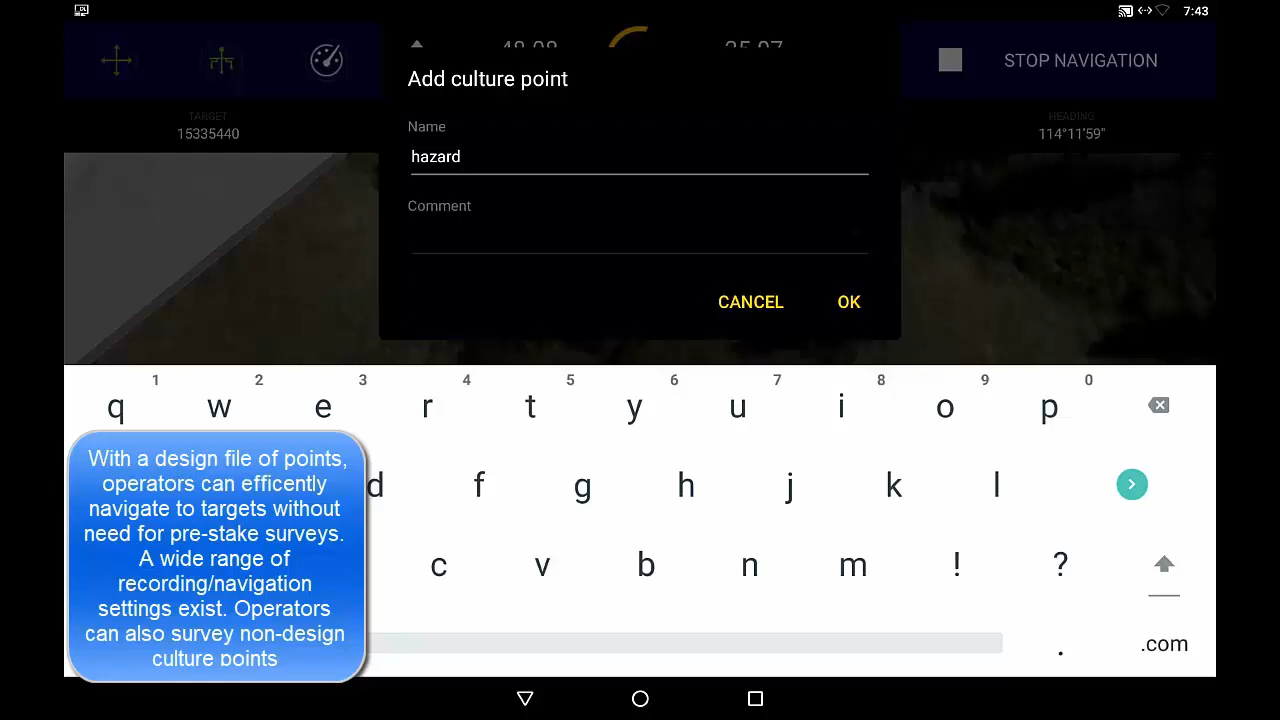 7:43
STOP NAVIGATION
TARGET
15335440
HEADING
114°11'59"
Add culture point
Name
hazard
Comment
CANCEL
OK
1 2 3 4 5 6 7 8 9 0
q w e r t y u i o p
d f g h j k l
c v b n m ! ?
. .com
With a design file of points,
operators can efficently
navigate to targets without
need for pre-stake surveys.
A wide range of
recording/navigation
settings exist. Operators
can also survey non-design
culture points